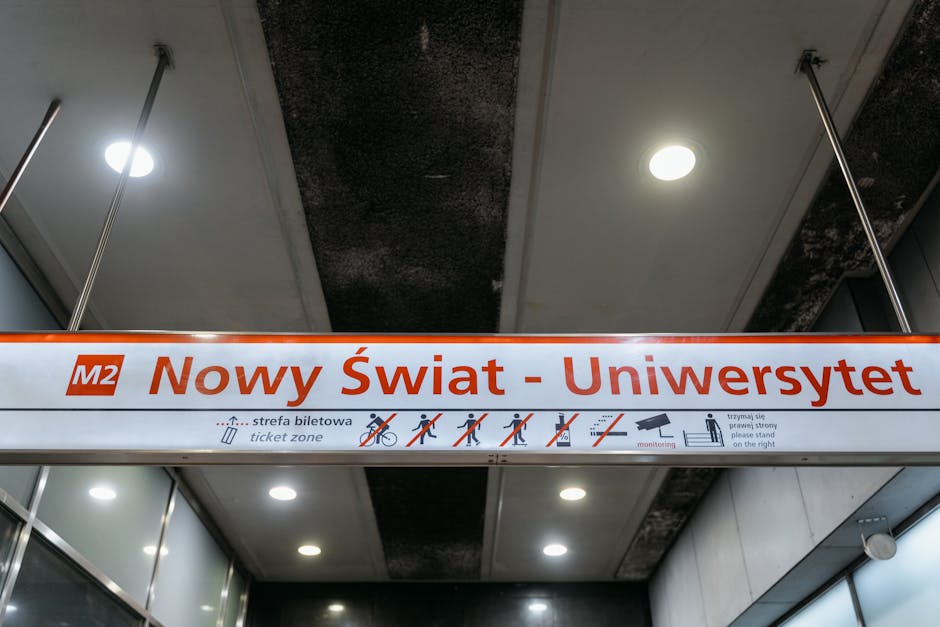 M2 Nowy Świat - Uniwersytet
strefa biletowa
ticket zone
%
monitoring
trzymaj się
prawej strony
please stand
on the right